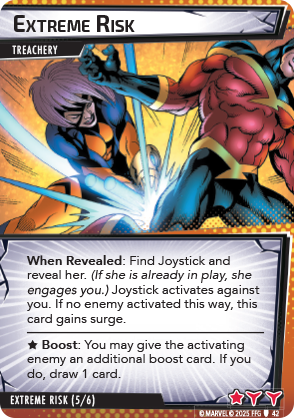 EXTREME RISK
TREACHERY
When Revealed: Find Joystick and
reveal her. (If she is already in play, she
engages you.) Joystick activates against
you. If no enemy activated this way, this
card gains surge.
★ Boost: You may give the activating
enemy an additional boost card. If you
do, draw 1 card.
EXTREME RISK (5/6)
© MARVEL © 2025 FFG 42